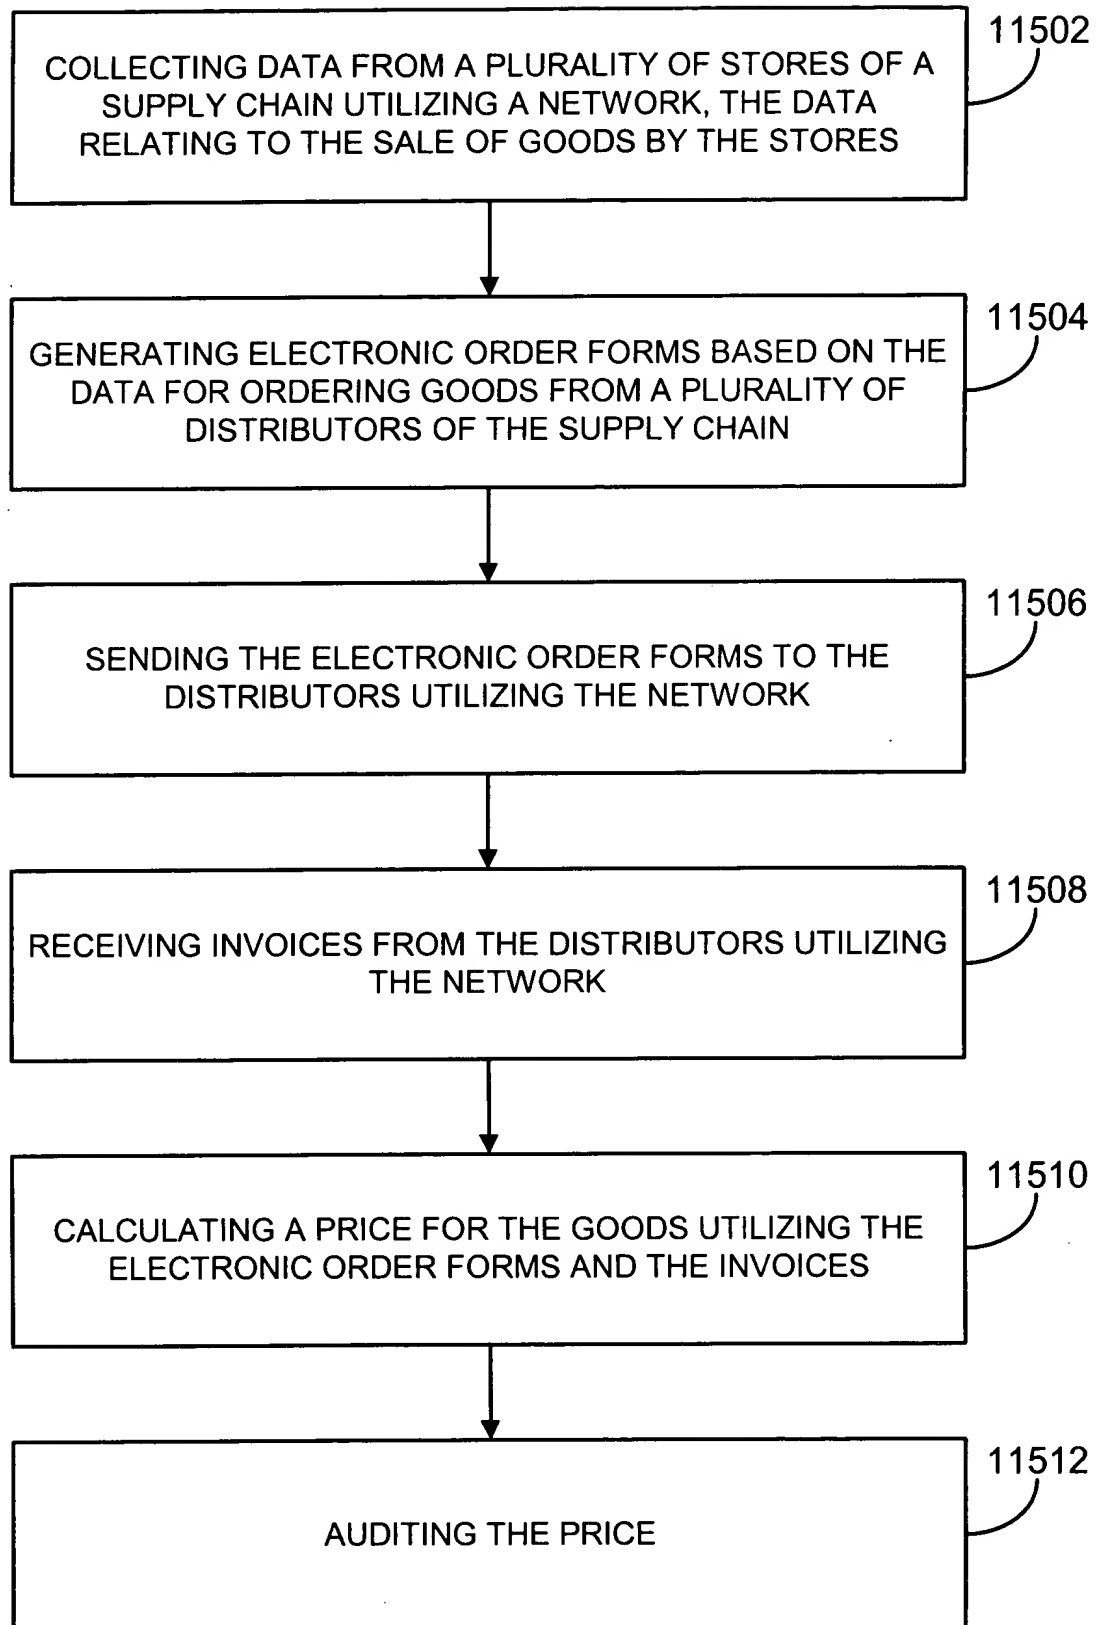 11502
COLLECTING DATA FROM A PLURALITY OF STORES OF A
SUPPLY CHAIN UTILIZING A NETWORK, THE DATA
RELATING TO THE SALE OF GOODS BY THE STORES
11504
GENERATING ELECTRONIC ORDER FORMS BASED ON THE
DATA FOR ORDERING GOODS FROM A PLURALITY OF
DISTRIBUTORS OF THE SUPPLY CHAIN
11506
SENDING THE ELECTRONIC ORDER FORMS TO THE
DISTRIBUTORS UTILIZING THE NETWORK
11508
RECEIVING INVOICES FROM THE DISTRIBUTORS UTILIZING
THE NETWORK
11510
CALCULATING A PRICE FOR THE GOODS UTILIZING THE
ELECTRONIC ORDER FORMS AND THE INVOICES
11512
AUDITING THE PRICE